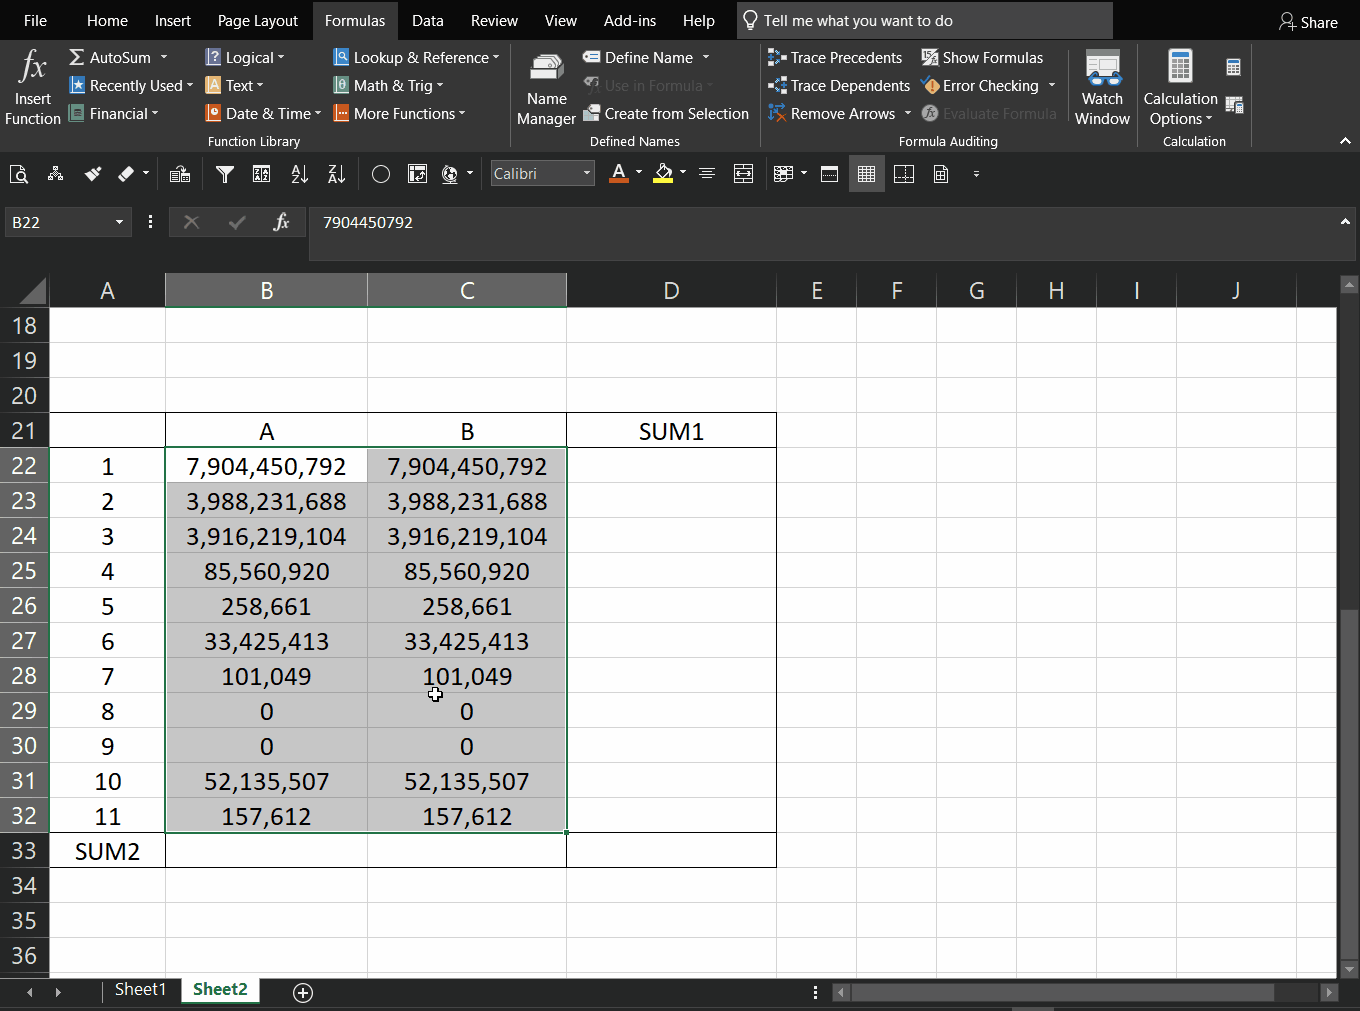 File Home Insert Page Layout Formulas Data Review View Add-ins Help Tell me what you want to do Share
fx Insert Function
AutoSum
Recently Used
Financial
Logical
Text
Date & Time
Lookup & Reference
Math & Trig
More Functions
Function Library
Name Manager
Define Name
Use in Formula
Create from Selection
Defined Names
Trace Precedents
Trace Dependents
Remove Arrows
Show Formulas
Error Checking
Evaluate Formula
Formula Auditing
Watch Window
Calculation Options
Calculation
Calibri
B22 fx 7904450792
A B C D E F G H I J
18
19
20
21 A B SUM1
22 1 7,904,450,792 7,904,450,792
23 2 3,988,231,688 3,988,231,688
24 3 3,916,219,104 3,916,219,104
25 4 85,560,920 85,560,920
26 5 258,661 258,661
27 6 33,425,413 33,425,413
28 7 101,049 101,049
29 8 0 0
30 9 0 0
31 10 52,135,507 52,135,507
32 11 157,612 157,612
33 SUM2
34
35
36
Sheet1 Sheet2